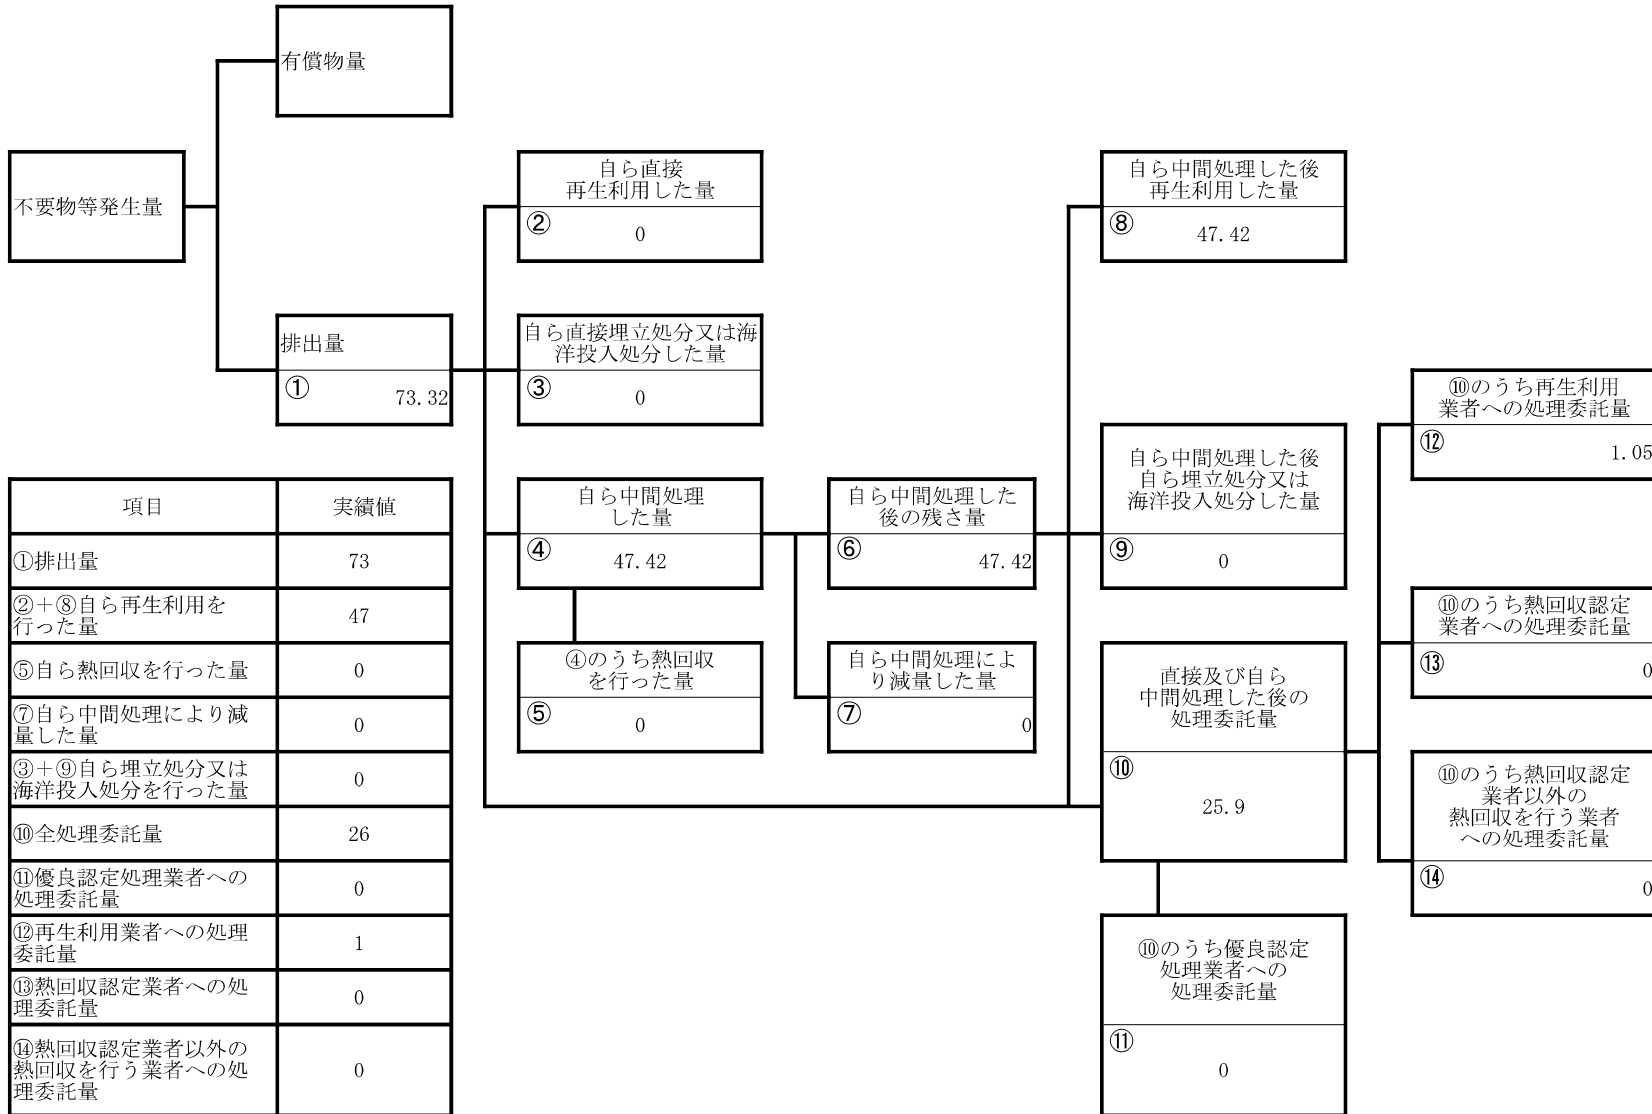 有償物量
不要物等発生量
排出量
①
73.32
自ら直接
再生利用した量
②
0
自ら直接埋立処分又は海
洋投入処分した量
③
0
自ら中間処理
した量
④
47.42
④のうち熱回収
を行った量
⑤
0
自ら中間処理した
後の残さ量
⑥
47.42
自ら中間処理によ
り減量した量
⑦
0
自ら中間処理した後
再生利用した量
⑧
47.42
自ら中間処理した後
自ら埋立処分又は
海洋投入処分した量
⑨
0
直接及び自ら
中間処理した後の
処理委託量
⑩
25.9
⑩のうち優良認定
処理業者への
処理委託量
⑪
0
⑩のうち再生利用
業者への処理委託量
⑫
1.05
⑩のうち熱回収認定
業者への処理委託量
⑬
0
⑩のうち熱回収認定
業者以外の
熱回収を行う業者
への処理委託量
⑭
0
項目 実績値
①排出量 73
②＋⑧自ら再生利用を
行った量 47
⑤自ら熱回収を行った量 0
⑦自ら中間処理により減
量した量 0
③＋⑨自ら埋立処分又は
海洋投入処分を行った量 0
⑩全処理委託量 26
⑪優良認定処理業者への
処理委託量 0
⑫再生利用業者への処理
委託量 1
⑬熱回収認定業者への処
理委託量 0
⑭熱回収認定業者以外の
熱回収を行う業者への処
理委託量 0